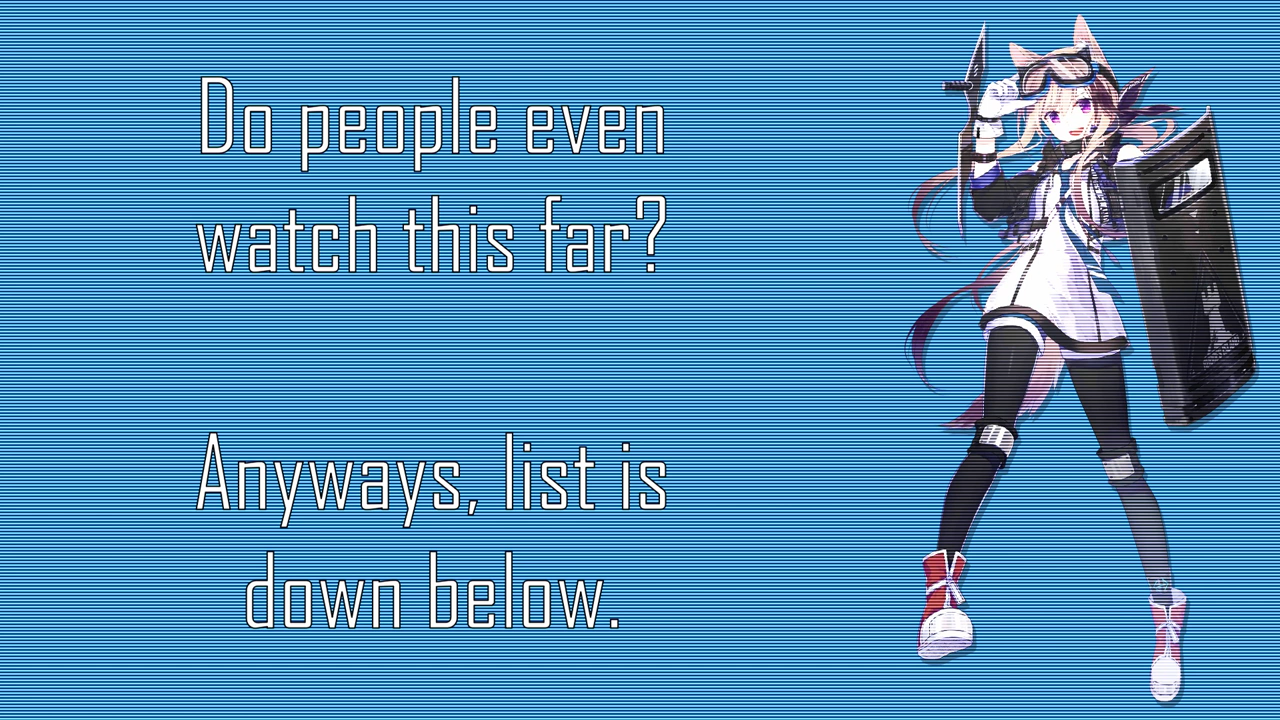 Do people even
watch this far?
Anyways, list is
down below.